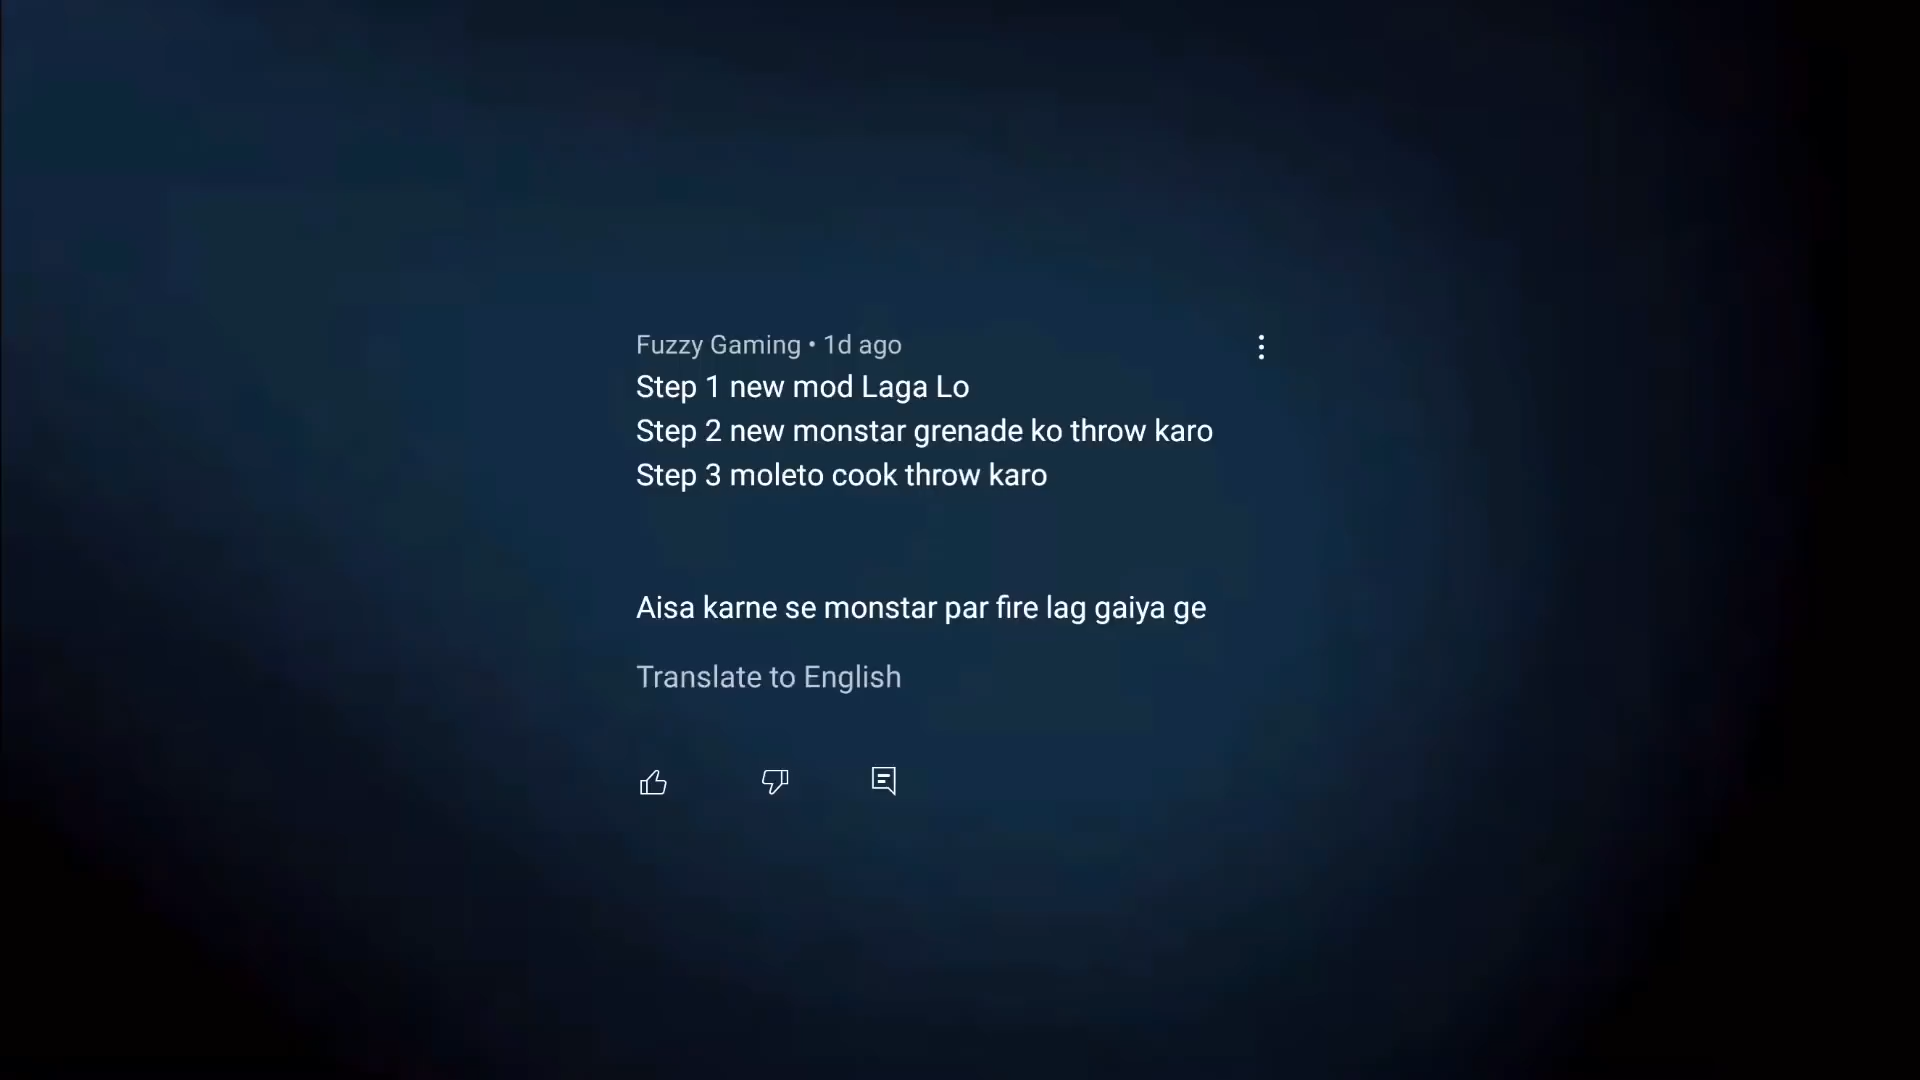 Fuzzy Gaming • 1d ago
Step 1 new mod Laga Lo
Step 2 new monstar grenade ko throw karo
Step 3 moleto cook throw karo
Aisa karne se monstar par fire lag gaiya ge
Translate to English